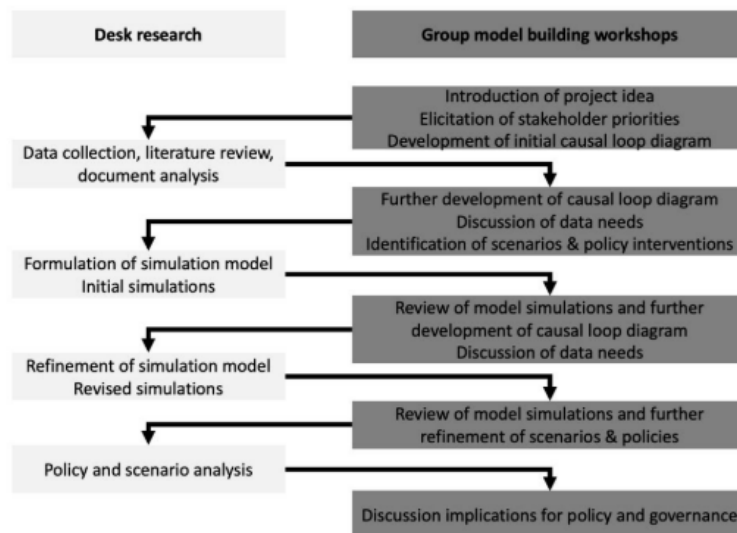 Desk research
Group model building workshops
Introduction of project idea
Elicitation of stakeholder priorities
Development of initial causal loop diagram
Data collection, literature review,
document analysis
Further development of causal loop diagram
Discussion of data needs
Identification of scenarios & policy interventions
Formulation of simulation model
Initial simulations
Review of model simulations and further
development of causal loop diagram
Discussion of data needs
Refinement of simulation model
Revised simulations
Review of model simulations and further
refinement of scenarios & policies
Policy and scenario analysis
Discussion implications for policy and governance